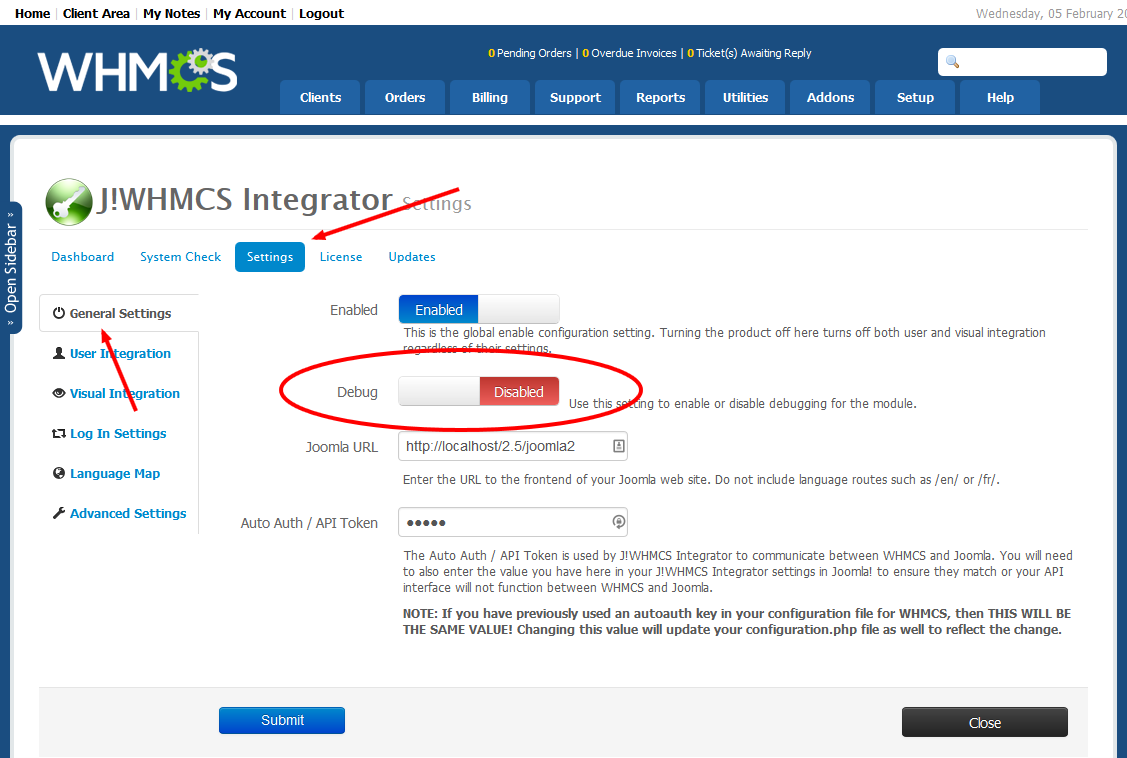 Home | Client Area | My Notes | My Account | Logout
Wednesday, 05 February 20
WHMCS
0 Pending Orders | 0 Overdue Invoices | 0 Ticket(s) Awaiting Reply
Clients Orders Billing Support Reports Utilities Addons Setup Help
» Open Sidebar »
J!WHMCS Integrator Settings
Dashboard System Check Settings License Updates
General Settings
User Integration
Visual Integration
Log In Settings
Language Map
Advanced Settings
Enabled Enabled
This is the global enable configuration setting. Turning the product off here turns off both user and visual integration
regardless of their settings.
Debug Disabled
Use this setting to enable or disable debugging for the module.
Joomla URL http://localhost/2.5/joomla2
Enter the URL to the frontend of your Joomla web site. Do not include language routes such as /en/ or /fr/.
Auto Auth / API Token •••••
The Auto Auth / API Token is used by J!WHMCS Integrator to communicate between WHMCS and Joomla. You will need
to also enter the value you have here in your J!WHMCS Integrator settings in Joomla! to ensure they match or your API
interface will not function between WHMCS and Joomla.
NOTE: If you have previously used an autoauth key in your configuration file for WHMCS, then THIS WILL BE
THE SAME VALUE! Changing this value will update your configuration.php file as well to reflect the change.
Submit Close